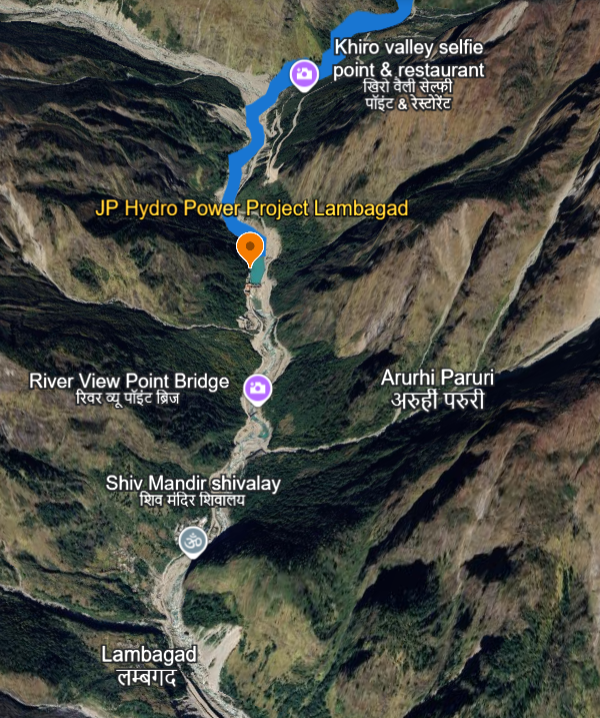 Khiro valley selfie
point & restaurant
खिरो वैली सेल्फी
पॉइंट & रेस्टोरेंट
JP Hydro Power Project Lambagad
River View Point Bridge
रिवर व्यू पॉइंट ब्रिज
Arurhi Paruri
अरुर्ही परुरी
Shiv Mandir shivalay
शिव मंदिर शिवालय
ॐ
Lambagad
लम्बगद